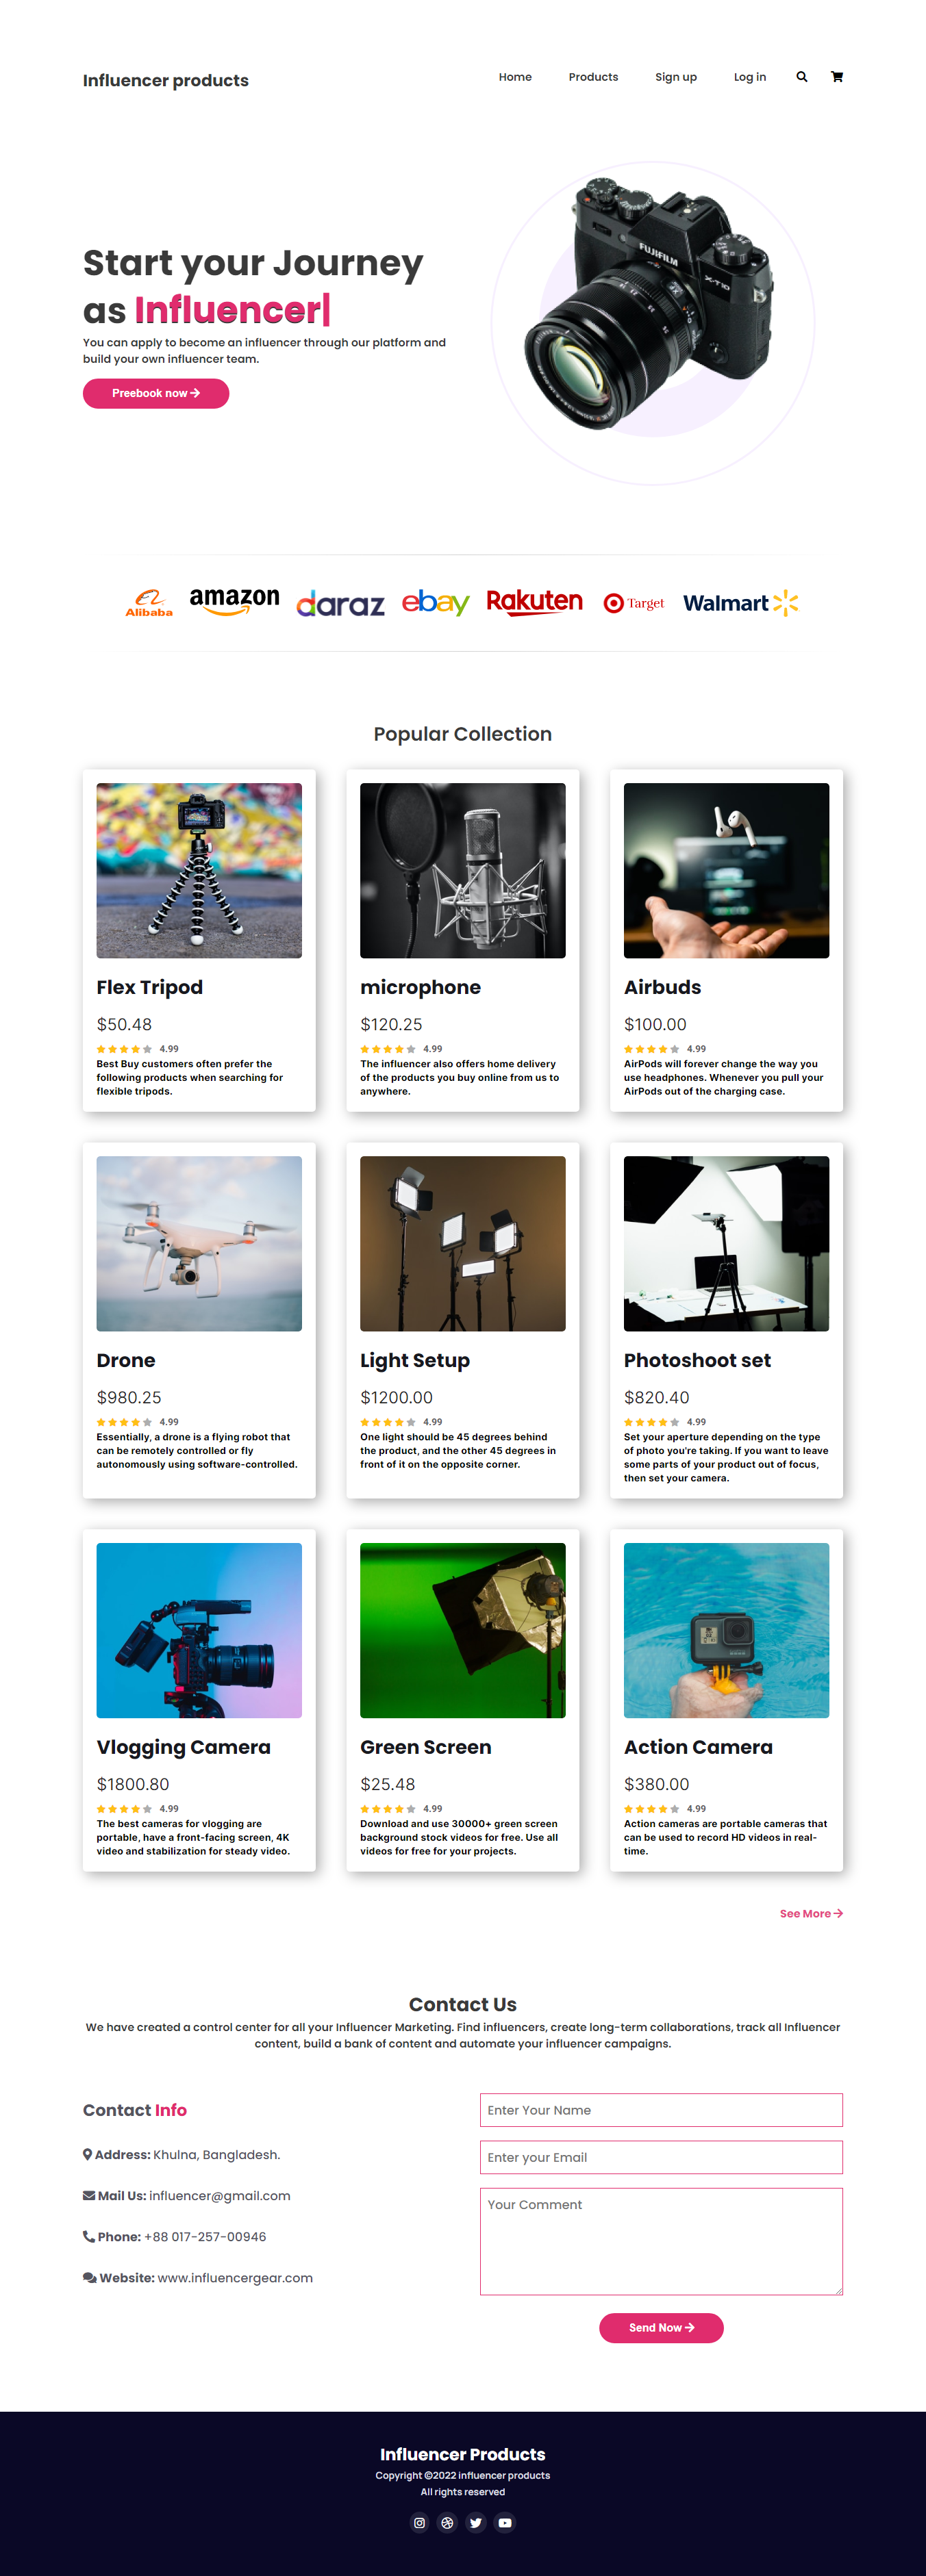 Influencer products
Home Products Sign up Log in
Start your Journey
as Influencer|
You can apply to become an influencer through our platform and
build your own influencer team.
Preebook now
FUJIFILM
X-T10
Alibaba amazon daraz ebay Rakuten Target Walmart
Popular Collection
Flex Tripod
$50.48
4.99
Best Buy customers often prefer the
following products when searching for
flexible tripods.
microphone
$120.25
4.99
The influencer also offers home delivery
of the products you buy online from us to
anywhere.
Airbuds
$100.00
4.99
AirPods will forever change the way you
use headphones. Whenever you pull your
AirPods out of the charging case.
Drone
$980.25
4.99
Essentially, a drone is a flying robot that
can be remotely controlled or fly
autonomously using software-controlled.
Light Setup
$1200.00
4.99
One light should be 45 degrees behind
the product, and the other 45 degrees in
front of it on the opposite corner.
Photoshoot set
$820.40
4.99
Set your aperture depending on the type
of photo you're taking. If you want to leave
some parts of your product out of focus,
then set your camera.
Vlogging Camera
$1800.80
4.99
The best cameras for vlogging are
portable, have a front-facing screen, 4K
video and stabilization for steady video.
Green Screen
$25.48
4.99
Download and use 30000+ green screen
background stock videos for free. Use all
videos for free for your projects.
Action Camera
$380.00
4.99
Action cameras are portable cameras that
can be used to record HD videos in real-
time.
See More
Contact Us
We have created a control center for all your Influencer Marketing. Find influencers, create long-term collaborations, track all Influencer
content, build a bank of content and automate your influencer campaigns.
Contact Info
Address: Khulna, Bangladesh.
Mail Us: influencer@gmail.com
Phone: +88 017-257-00946
Website: www.influencergear.com
Enter Your Name
Enter your Email
Your Comment
Send Now
Influencer Products
Copyright ©2022 influencer products
All rights reserved